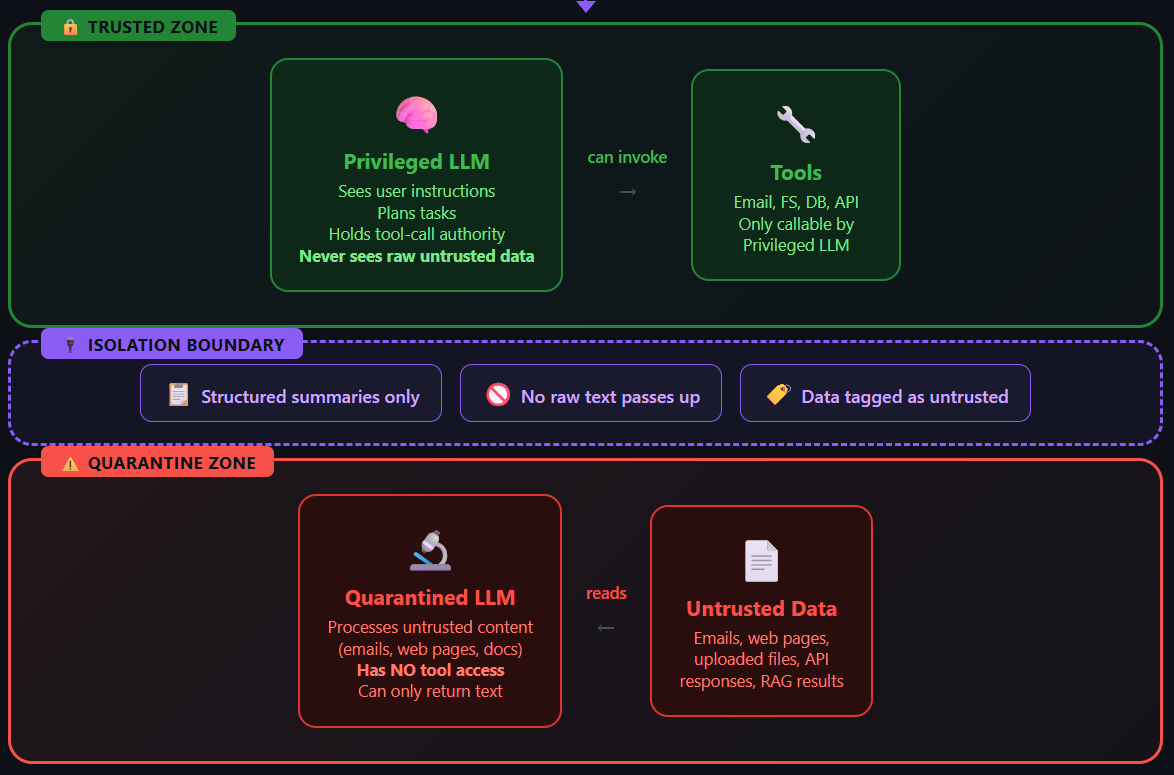 TRUSTED ZONE
Privileged LLM
Sees user instructions
Plans tasks
Holds tool-call authority
Never sees raw untrusted data
can invoke
→
Tools
Email, FS, DB, API
Only callable by
Privileged LLM
ISOLATION BOUNDARY
Structured summaries only
No raw text passes up
Data tagged as untrusted
QUARANTINE ZONE
Quarantined LLM
Processes untrusted content
(emails, web pages, docs)
Has NO tool access
Can only return text
reads
←
Untrusted Data
Emails, web pages,
uploaded files, API
responses, RAG results